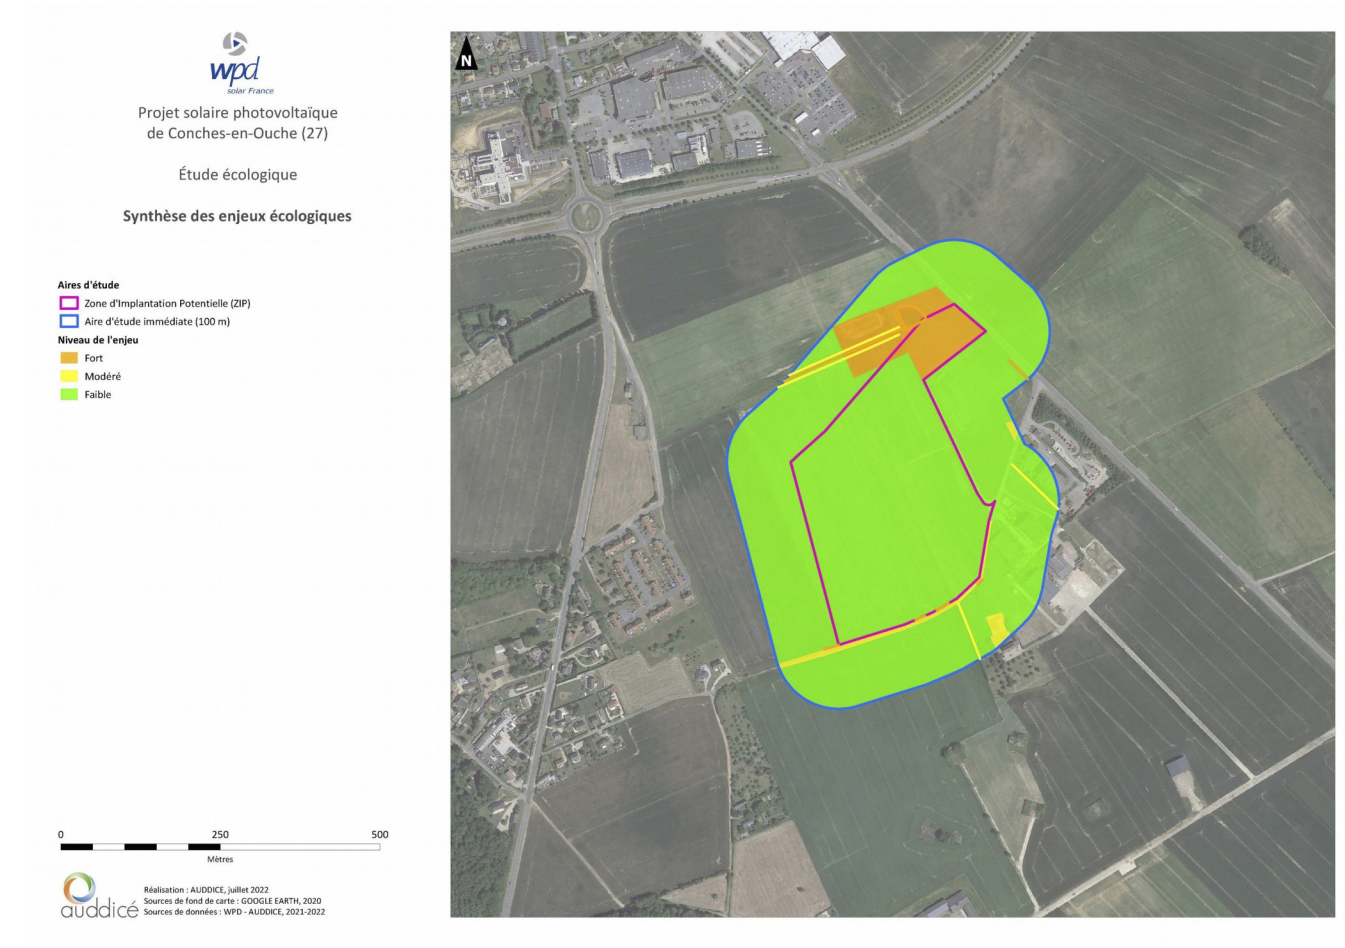 wpd
solar France
Projet solaire photovoltaïque
de Conches-en-Ouche (27)
Étude écologique
Synthèse des enjeux écologiques
Aires d'étude
Zone d'Implantation Potentielle (ZIP)
Aire d'étude immédiate (100 m)
Niveau de l'enjeu
Fort
Modéré
Faible
0 250 500
Mètres
auddicé
Réalisation : AUDDICE, juillet 2022
Sources de fond de carte : GOOGLE EARTH, 2020
Sources de données : WPD - AUDDICE, 2021-2022
N